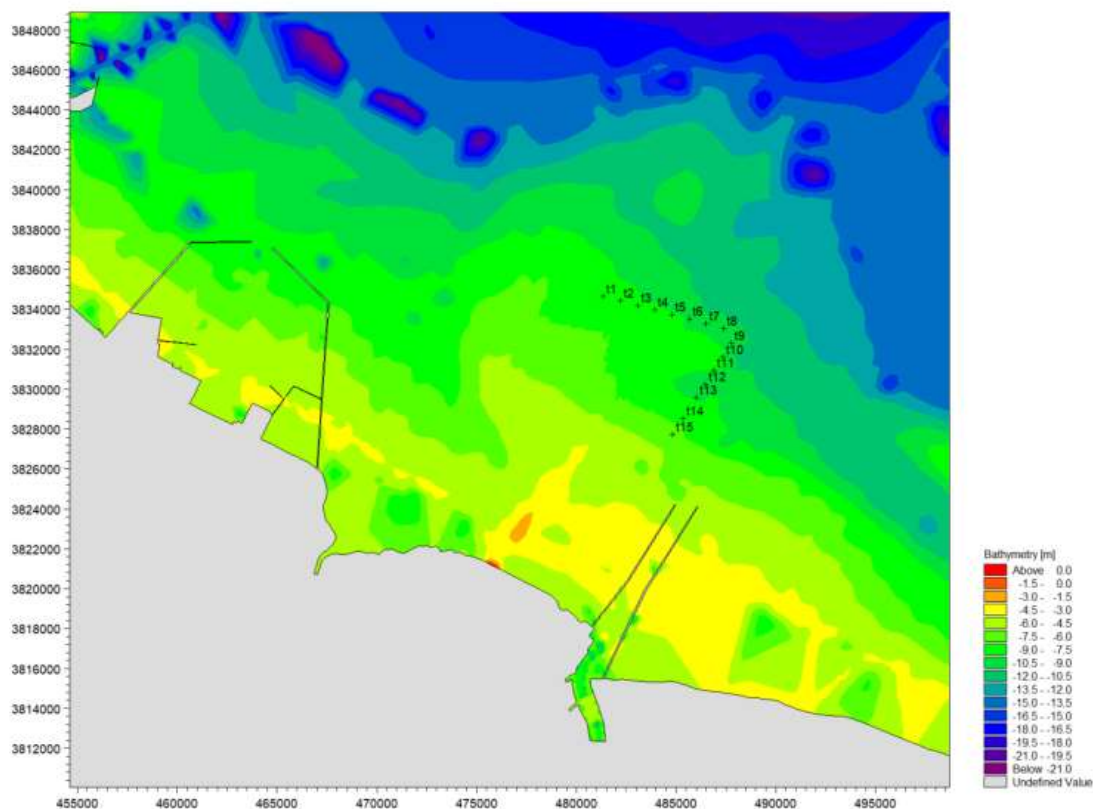 3848000
3846000
3844000
3842000
3840000
3838000
3836000
3834000
3832000
3830000
3828000
3826000
3824000
3822000
3820000
3818000
3816000
3814000
3812000
t1
t2
t3
t4
t5
t6
t7
t8
t9
t10
t11
t12
t13
t14
t15
455000 460000 465000 470000 475000 480000 485000 490000 495000
Bathymetry [m]
Above 0.0
-1.5 - 0.0
-3.0 - -1.5
-4.5 - -3.0
-6.0 - -4.5
-7.5 - -6.0
-9.0 - -7.5
-10.5 - -9.0
-12.0 - -10.5
-13.5 - -12.0
-15.0 - -13.5
-16.5 - -15.0
-18.0 - -16.5
-19.5 - -18.0
-21.0 - -19.5
Below -21.0
Undefined Value